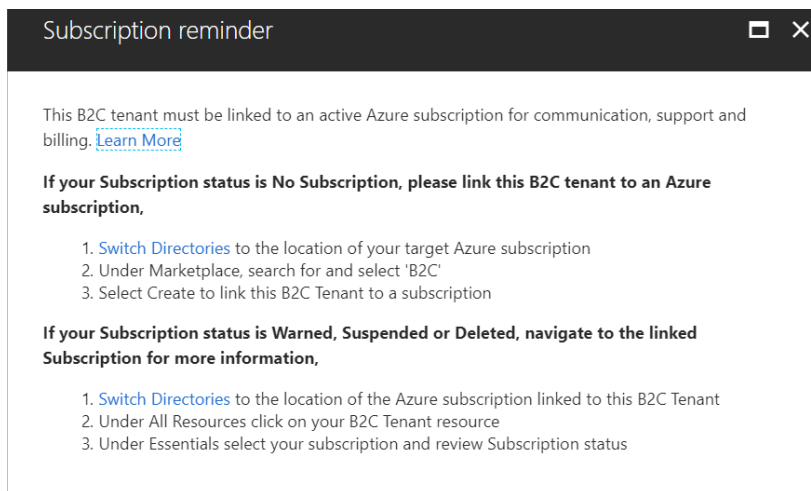 Subscription reminder
This B2C tenant must be linked to an active Azure subscription for communication, support and
billing. Learn More
If your Subscription status is No Subscription, please link this B2C tenant to an Azure
subscription,
1. Switch Directories to the location of your target Azure subscription
2. Under Marketplace, search for and select 'B2C'
3. Select Create to link this B2C Tenant to a subscription
If your Subscription status is Warned, Suspended or Deleted, navigate to the linked
Subscription for more information,
1. Switch Directories to the location of the Azure subscription linked to this B2C Tenant
2. Under All Resources click on your B2C Tenant resource
3. Under Essentials select your subscription and review Subscription status